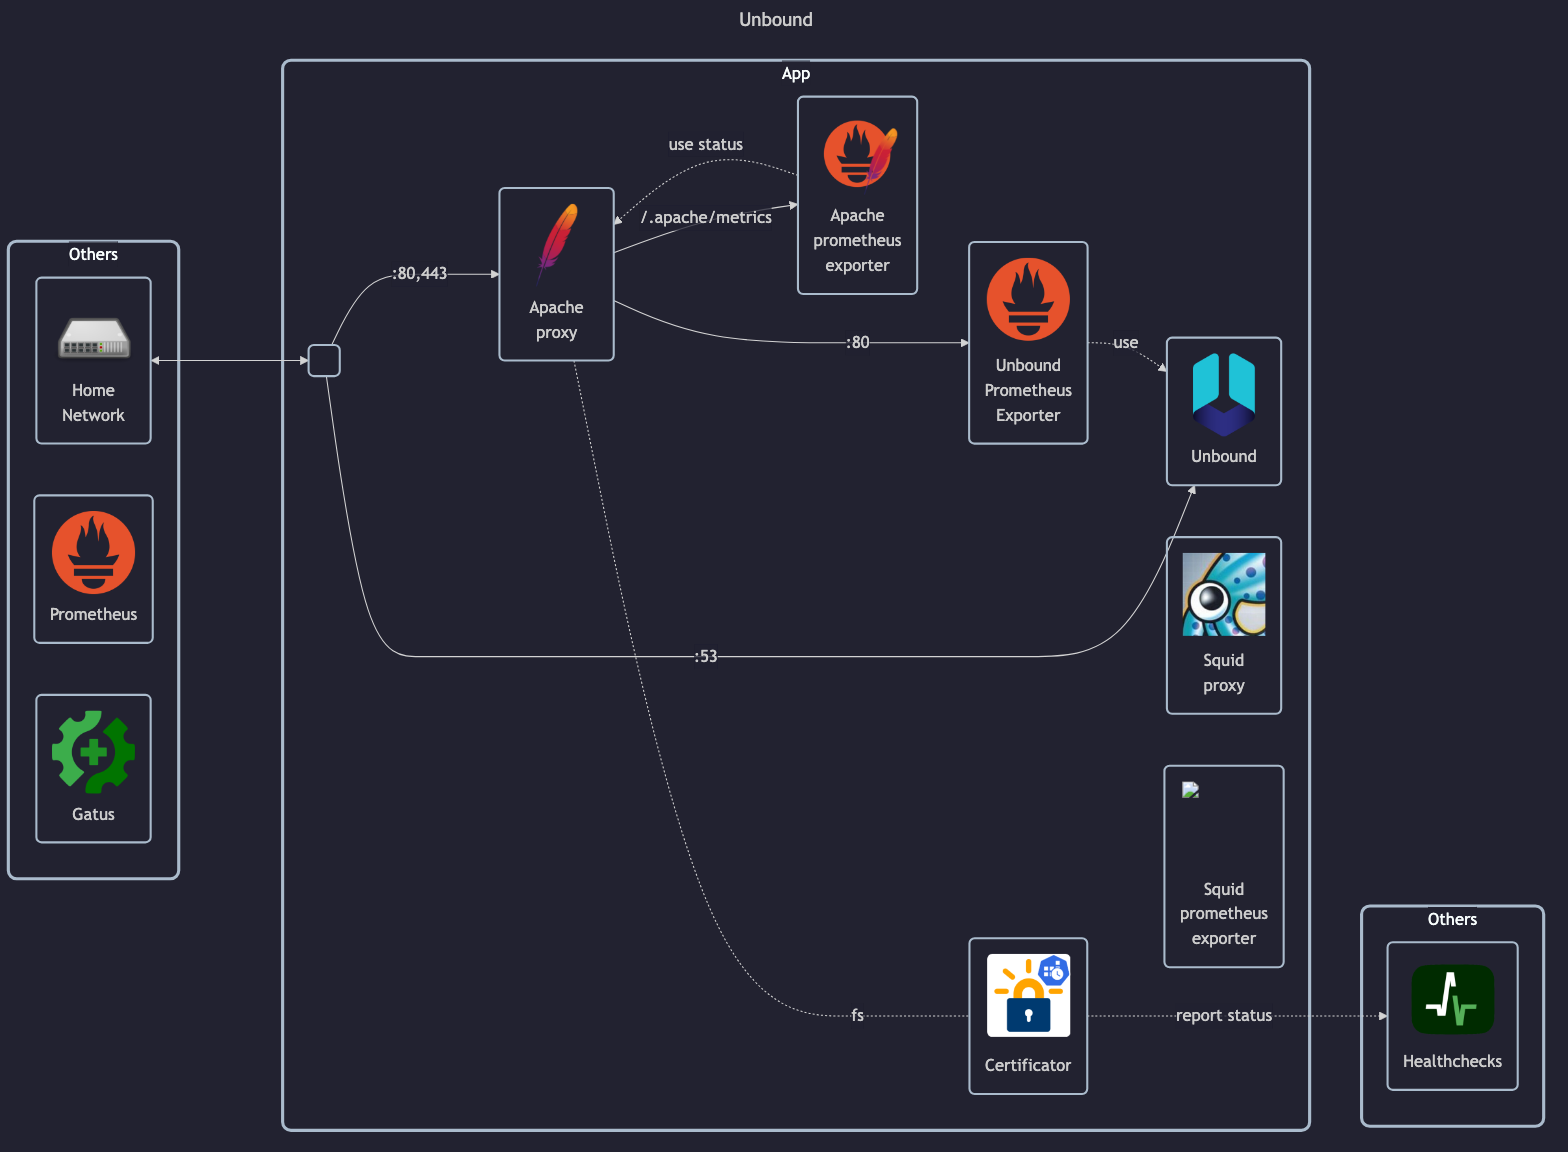 Unbound
App
use status
/.apache/metrics
Apache
prometheus
exporter
Others
Home
Network
:80,443
Apache
proxy
:80
Unbound
Prometheus
Exporter
use
Unbound
Prometheus
:53
Squid
proxy
Gatus
Squid
prometheus
exporter
fs
Certificator
report status
Others
Healthchecks